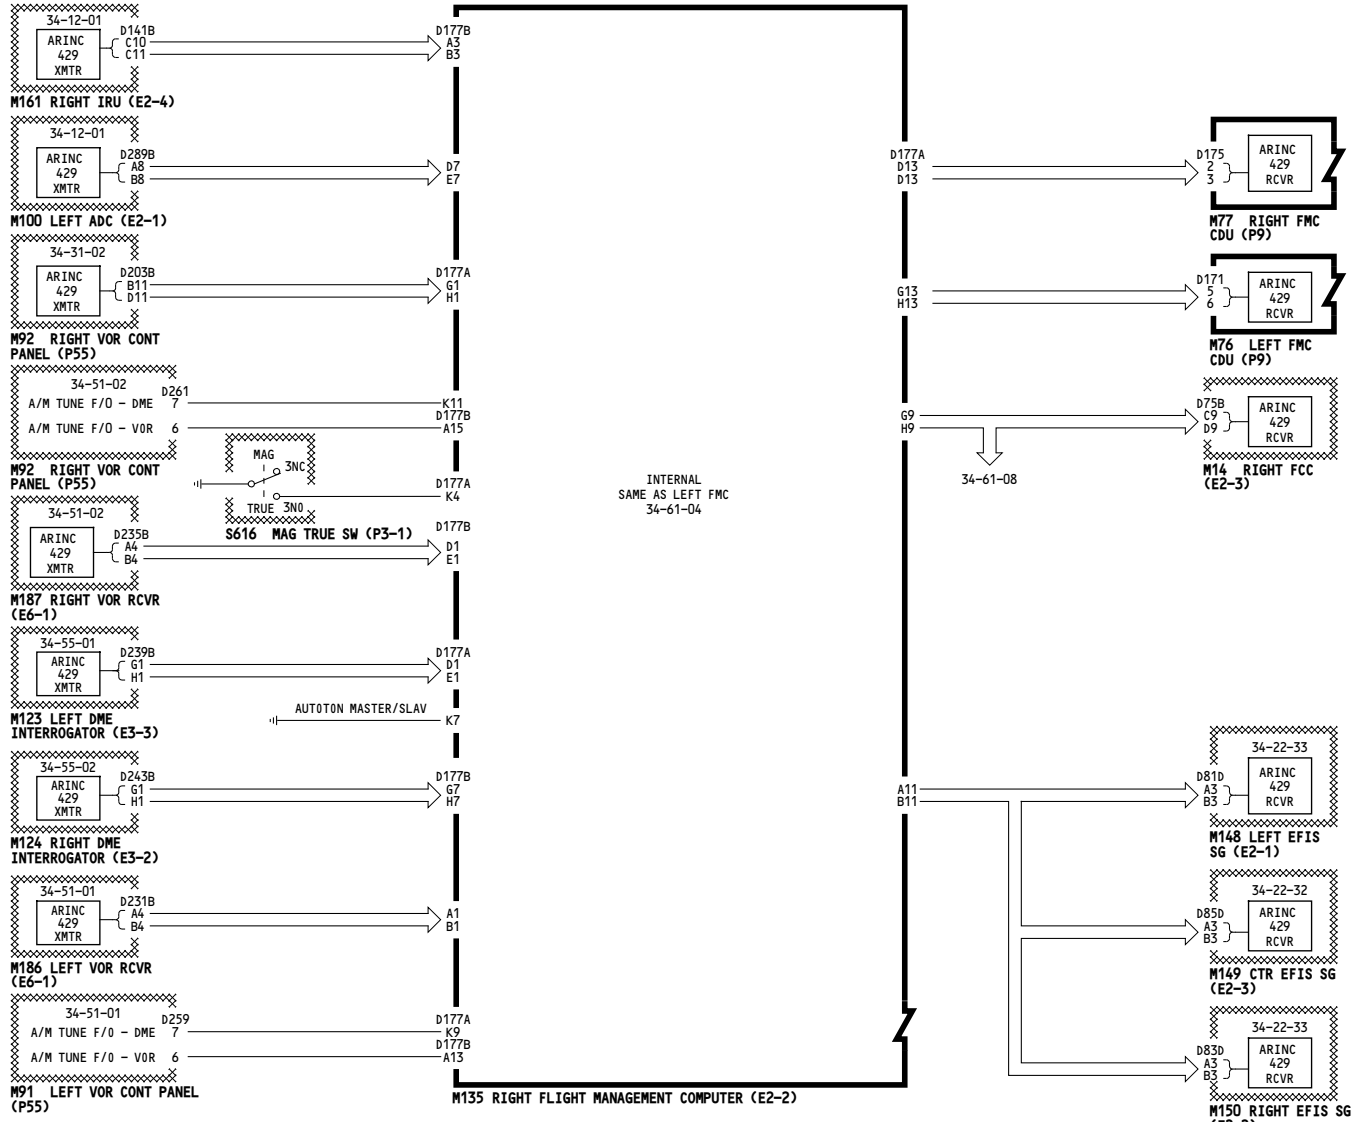 34-12-01
ARINC
429
XMTR
D141B
C10
C11
M161 RIGHT IRU (E2-4)
34-12-01
ARINC
429
XMTR
D289B
A8
B8
M100 LEFT ADC (E2-1)
34-31-02
ARINC
429
XMTR
D203B
B11
D11
M92 RIGHT VOR CONT
PANEL (P55)
34-51-02
D261
A/M TUNE F/O - DME 7
A/M TUNE F/O - VOR 6
M92 RIGHT VOR CONT
PANEL (P55)
MAG
3NC
TRUE 3NO
S616 MAG TRUE SW (P3-1)
34-51-02
ARINC
429
XMTR
D235B
A4
B4
M187 RIGHT VOR RCVR
(E6-1)
34-55-01
ARINC
429
XMTR
D239B
G1
H1
M123 LEFT DME
INTERROGATOR (E3-3)
AUTOTON MASTER/SLAV
34-55-02
ARINC
429
XMTR
D243B
G1
H1
M124 RIGHT DME
INTERROGATOR (E3-2)
34-51-01
ARINC
429
XMTR
D231B
A4
B4
M186 LEFT VOR RCVR
(E6-1)
34-51-01
D259
A/M TUNE F/O - DME 7
A/M TUNE F/O - VOR 6
M91 LEFT VOR CONT PANEL
(P55)
D177B
A3
B3
D7
E7
D177A
G1
H1
K11
D177B
A15
D177A
K4
D177B
D1
E1
D177A
D1
E1
K7
D177B
G7
H7
A1
B1
D177A
K9
D177B
A13
INTERNAL
SAME AS LEFT FMC
34-61-04
M135 RIGHT FLIGHT MANAGEMENT COMPUTER (E2-2)
D177A
D13
D13
G13
H13
G9
H9
34-61-08
A11
B11
D175
2
3
ARINC
429
RCVR
M77 RIGHT FMC
CDU (P9)
D171
5
6
ARINC
429
RCVR
M76 LEFT FMC
CDU (P9)
D75B
C9
D9
ARINC
429
RCVR
M14 RIGHT FCC
(E2-3)
34-22-33
D81D
A3
B3
ARINC
429
RCVR
M148 LEFT EFIS
SG (E2-1)
34-22-32
D85D
A3
B3
ARINC
429
RCVR
M149 CTR EFIS SG
(E2-3)
34-22-33
D83D
A3
B3
ARINC
429
RCVR
M150 RIGHT EFIS SG